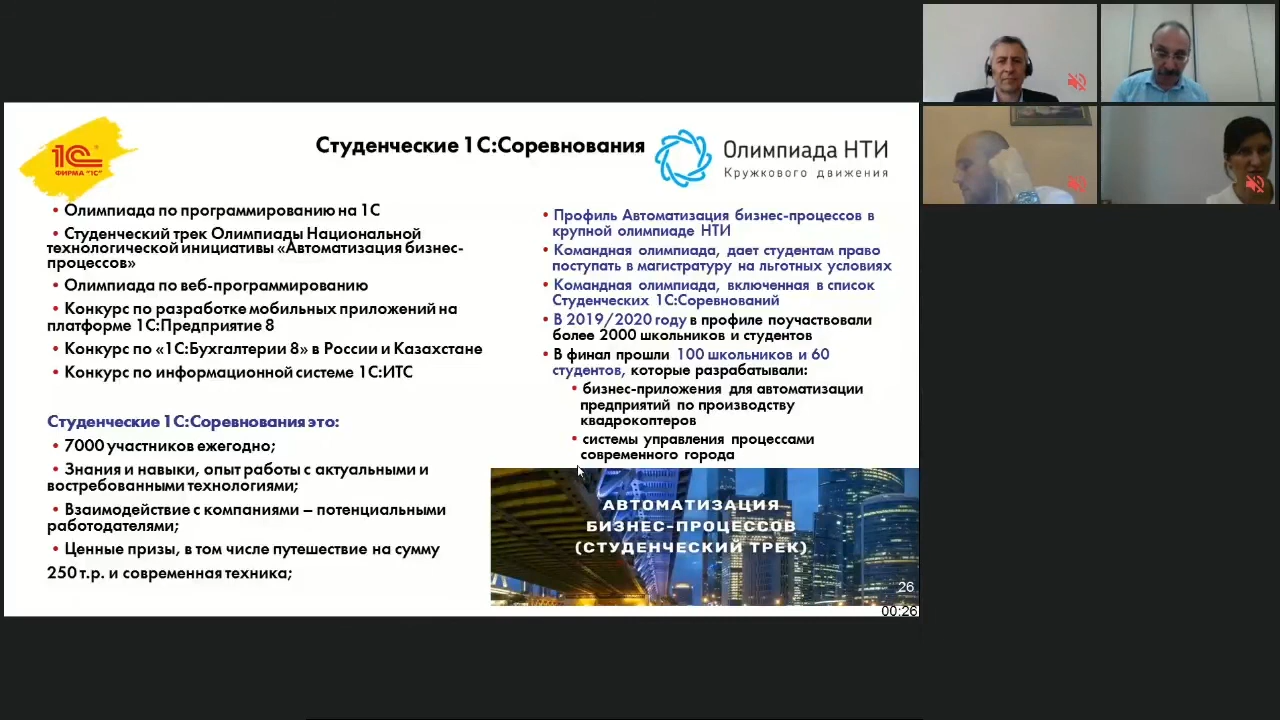 1С®
ФИРМА "1С"
Студенческие 1С:Соревнования
Олимпиада НТИ
Кружкового движения
• Олимпиада по программированию на 1С
• Студенческий трек Олимпиады Национальной
технологической инициативы «Автоматизация бизнес-
процессов»
• Олимпиада по веб-программированию
• Конкурс по разработке мобильных приложений на
платформе 1С:Предприятие 8
• Конкурс по «1С:Бухгалтерии 8» в России и Казахстане
• Конкурс по информационной системе 1С:ИТС
Студенческие 1С:Соревнования это:
• 7000 участников ежегодно;
• Знания и навыки, опыт работы с актуальными и
востребованными технологиями;
• Взаимодействие с компаниями – потенциальными
работодателями;
• Ценные призы, в том числе путешествие на сумму
250 т.р. и современная техника;
• Профиль Автоматизация бизнес-процессов в
крупной олимпиаде НТИ
• Командная олимпиада, дает студентам право
поступать в магистратуру на льготных условиях
• Командная олимпиада, включенная в список
Студенческих 1С:Соревнований
• В 2019/2020 году в профиле поучаствовали
более 2000 школьников и студентов
• В финал прошли 100 школьников и 60
студентов, которые разрабатывали:
• бизнес-приложения для автоматизации
предприятий по производству
квадрокоптеров
• системы управления процессами
современного города
АВТОМАТИЗАЦИЯ
БИЗНЕС-ПРОЦЕССОВ
(СТУДЕНЧЕСКИЙ ТРЕК)
26
00:26